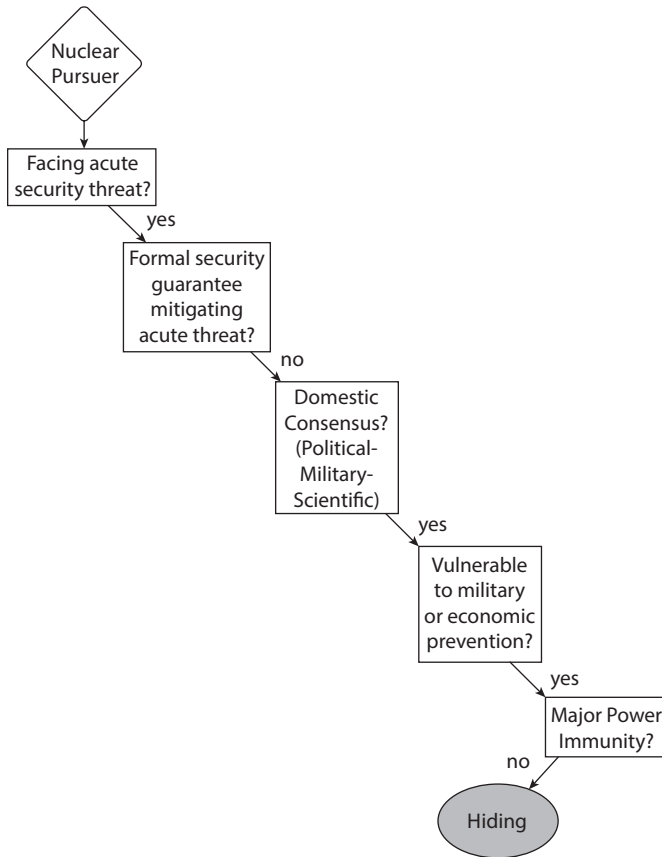 Nuclear
Pursuer
Facing acute
security threat?
yes
Formal security
guarantee
mitigating
acute threat?
no
Domestic
Consensus?
(Political-
Military-
Scientific)
yes
Vulnerable
to military
or economic
prevention?
yes
Major Power
Immunity?
no
Hiding